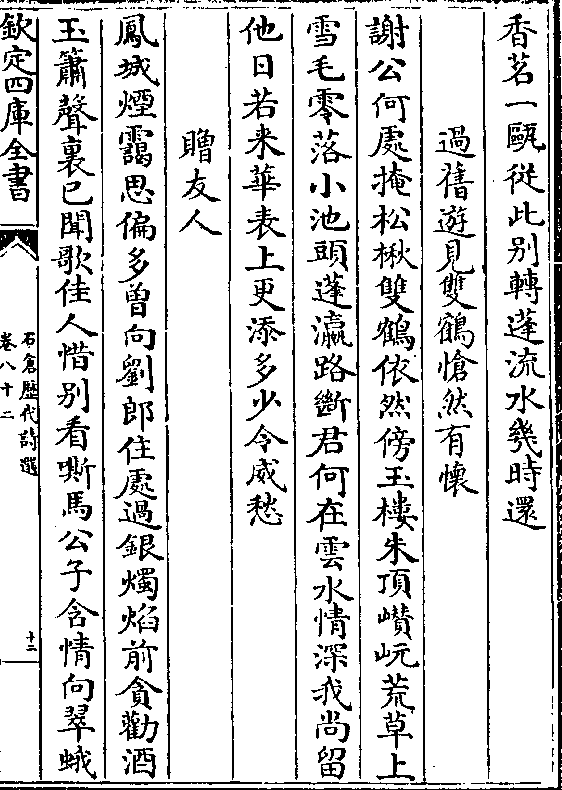 香茗一甌從此别轉蓬流水幾時還
過舊遊見雙鶴愴然有懷
謝公何處掩松楸雙鶴依然傍玉樓朱頂巑岏荒草上
雪毛零落小池頭蓬瀛路斷君何在雲水情深我尚留
他日若来華表上更添多少令威愁
贈友人
鳳城煙靄思偏多曽向劉郎住處過銀燭焰前貪勸酒
玉簫聲裏已聞歌佳人惜别看嘶馬公子含情向翠蛾
欽定四庫全書
石倉歴代詩選
卷八十二
十二